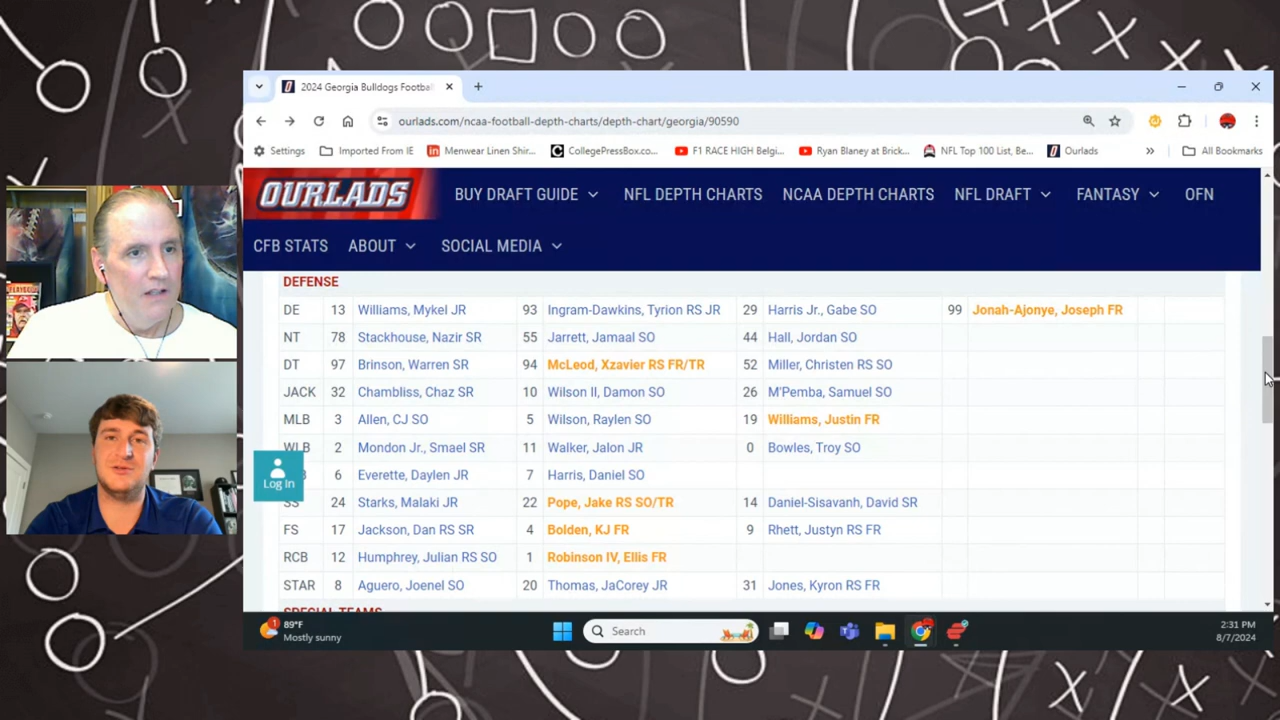 2024 Georgia Bulldogs Footbal
ourlads.com/ncaa-football-depth-charts/depth-chart/georgia/90590
Settings Imported From IE Menwear Linen Shir... CollegePressBox.co... F1 RACE HIGH Belgi... Ryan Blaney at Brick... NFL Top 100 List, Be... Ourlads » All Bookmarks
OURLADS BUY DRAFT GUIDE NFL DEPTH CHARTS NCAA DEPTH CHARTS NFL DRAFT FANTASY OFN
CFB STATS ABOUT SOCIAL MEDIA
DEFENSE
DE 13 Williams, Mykel JR 93 Ingram-Dawkins, Tyrion RS JR 29 Harris Jr., Gabe SO 99 Jonah-Ajonye, Joseph FR
NT 78 Stackhouse, Nazir SR 55 Jarrett, Jamaal SO 44 Hall, Jordan SO
DT 97 Brinson, Warren SR 94 McLeod, Xzavier RS FR/TR 52 Miller, Christen RS SO
JACK 32 Chambliss, Chaz SR 10 Wilson II, Damon SO 26 M'Pemba, Samuel SO
MLB 3 Allen, CJ SO 5 Wilson, Raylen SO 19 Williams, Justin FR
WLB 2 Mondon Jr., Smael SR 11 Walker, Jalon JR 0 Bowles, Troy SO
6 Everette, Daylen JR 7 Harris, Daniel SO
SS 24 Starks, Malaki JR 22 Pope, Jake RS SO/TR 14 Daniel-Sisavanh, David SR
FS 17 Jackson, Dan RS SR 4 Bolden, KJ FR 9 Rhett, Justyn RS FR
RCB 12 Humphrey, Julian RS SO 1 Robinson IV, Ellis FR
STAR 8 Aguero, Joenel SO 20 Thomas, JaCorey JR 31 Jones, Kyron RS FR
SPECIAL TEAMS
Log In
1
89°F
Mostly sunny
Search
2:31 PM
8/7/2024